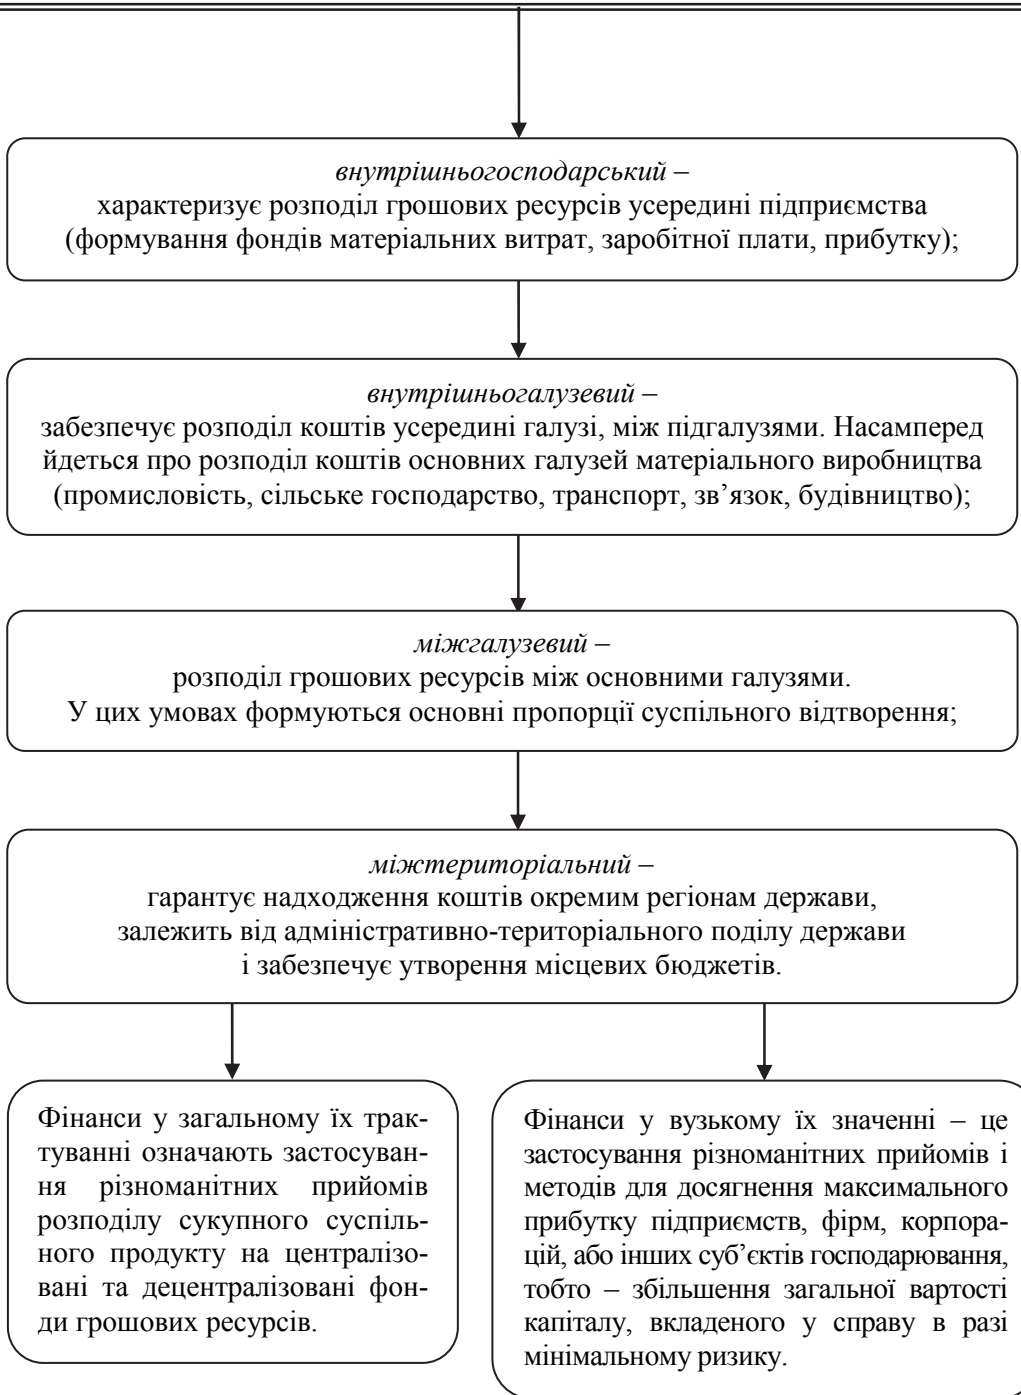 внутрішньогосподарський –
характеризує розподіл грошових ресурсів усередині підприємства
(формування фондів матеріальних витрат, заробітної плати, прибутку);
внутрішньогалузевий –
забезпечує розподіл коштів усередині галузі, між підгалузями. Насамперед
йдеться про розподіл коштів основних галузей матеріального виробництва
(промисловість, сільське господарство, транспорт, зв’язок, будівництво);
міжгалузевий –
розподіл грошових ресурсів між основними галузями.
У цих умовах формуються основні пропорції суспільного відтворення;
міжтериторіальний –
гарантує надходження коштів окремим регіонам держави,
залежить від адміністративно-територіального поділу держави
і забезпечує утворення місцевих бюджетів.
Фінанси у загальному їх трак-
туванні означають застосуван-
ня різноманітних прийомів
розподілу сукупного суспіль-
ного продукту на централізо-
вані та децентралізовані фон-
ди грошових ресурсів.
Фінанси у вузькому їх значенні – це
застосування різноманітних прийомів і
методів для досягнення максимального
прибутку підприємств, фірм, корпора-
цій, або інших суб’єктів господарювання,
тобто – збільшення загальної вартості
капіталу, вкладеного у справу в разі
мінімальному ризику.